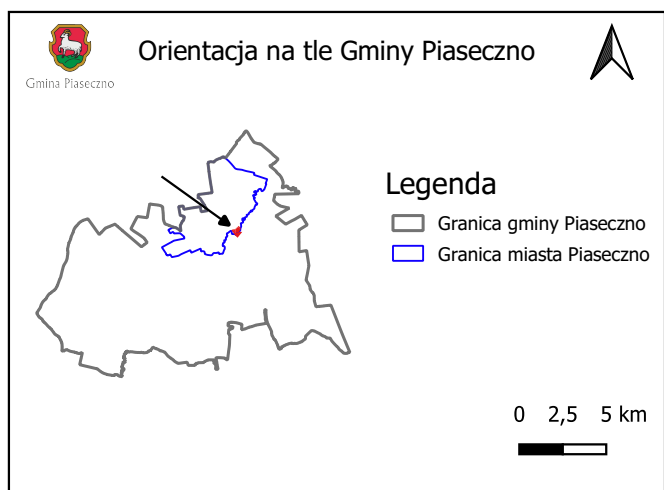 Orientacja na tle Gminy Piaseczno
Gmina Piaseczno
Legenda
Granica gminy Piaseczno
Granica miasta Piaseczno
0 2,5 5 km